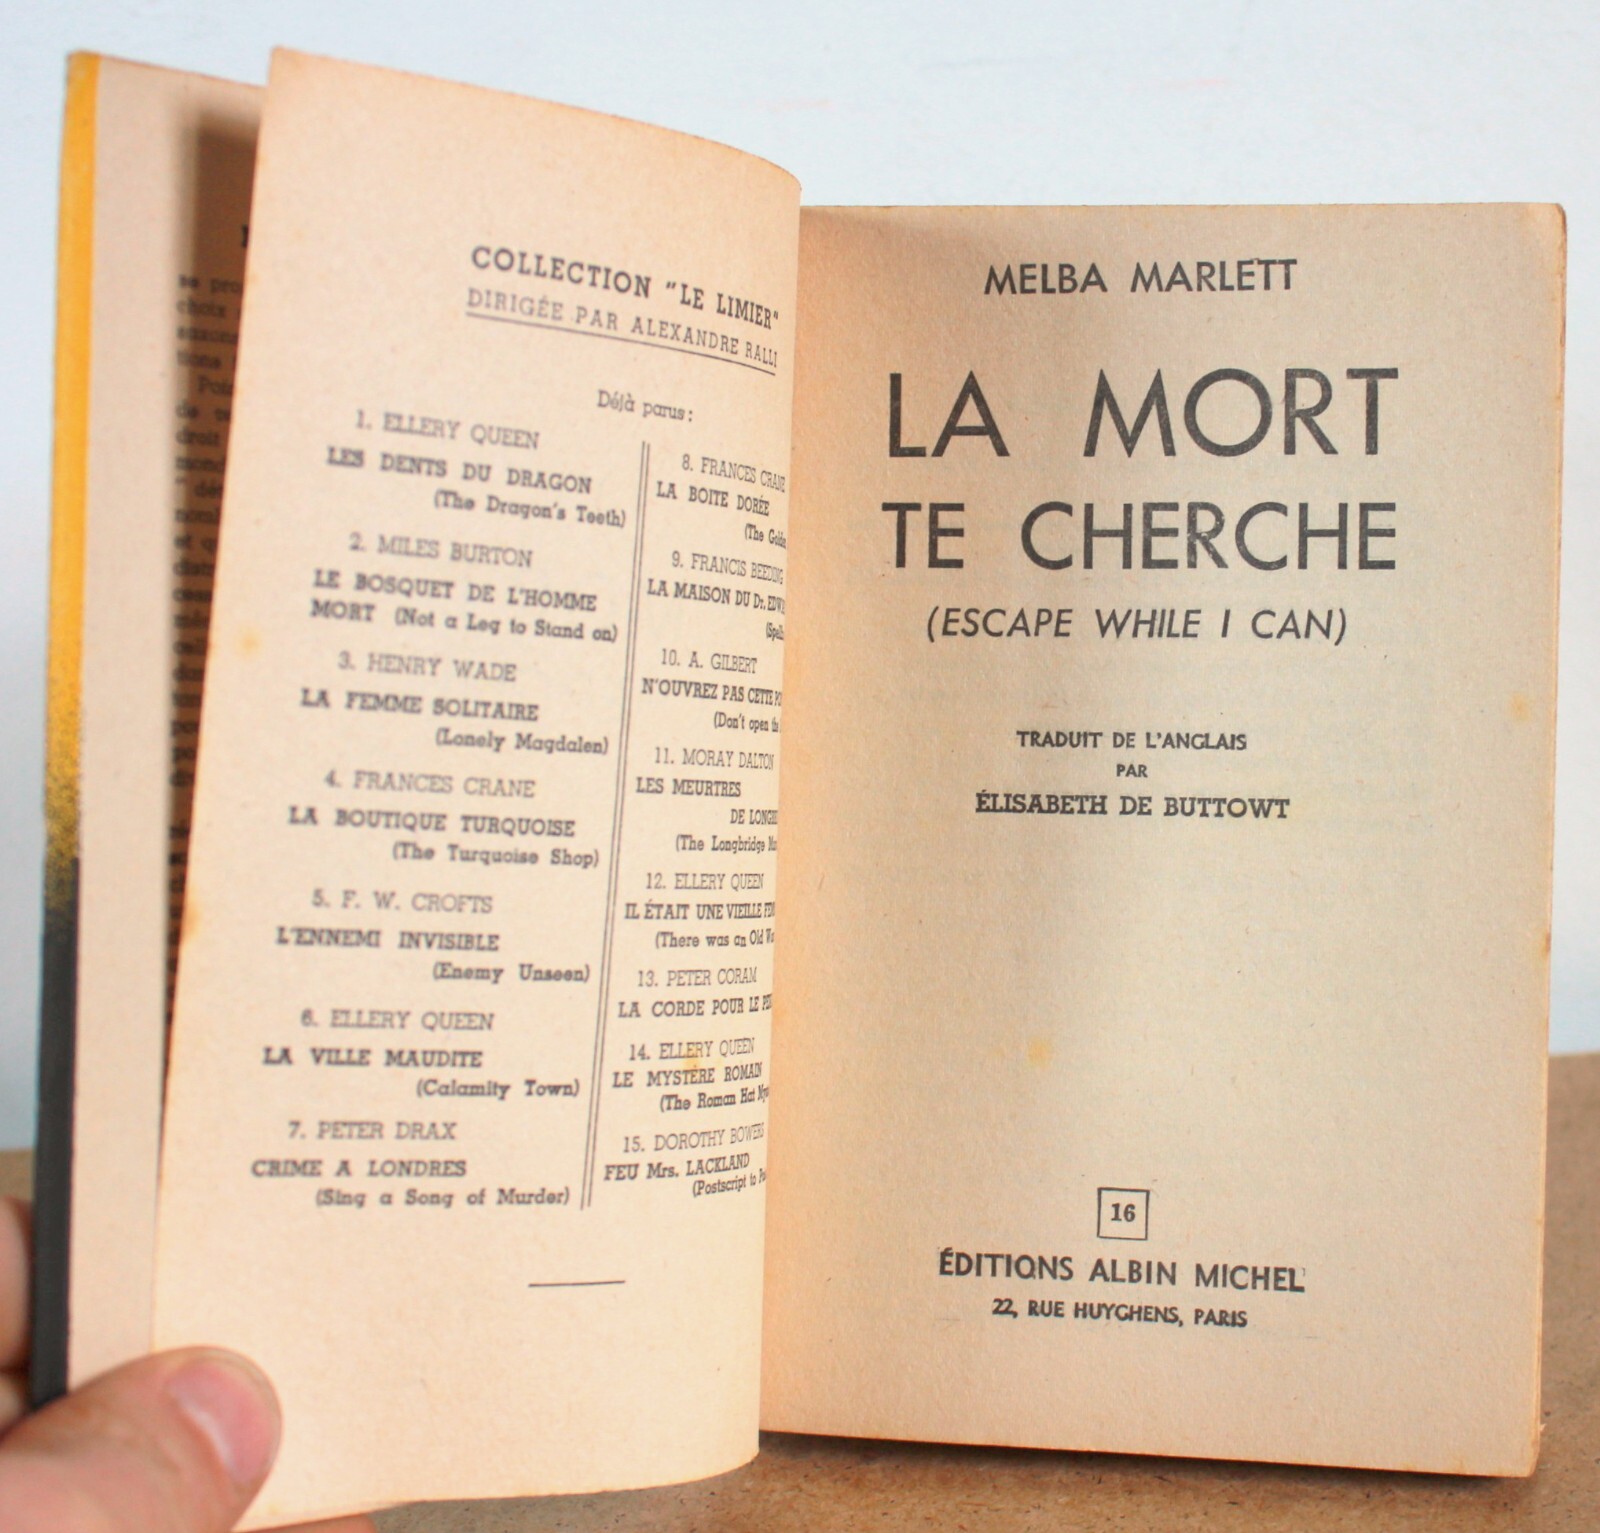 COLLECTION "LE LIMIER"
DIRIGÉE PAR ALEXANDRE RALLI
Déjà parus:
1. ELLERY QUEEN
LES DENTS DU DRAGON
(The Dragon's Teeth)
2. MILES BURTON
LE BOSQUET DE L'HOMME
MORT (Not a Leg to Stand on)
3. HENRY WADE
LA FEMME SOLITAIRE
(Lonely Magdalen)
4. FRANCES CRANE
LA BOUTIQUE TURQUOISE
(The Turquoise Shop)
5. F. W. CROFTS
L'ENNEMI INVISIBLE
(Enemy Unseen)
6. ELLERY QUEEN
LA VILLE MAUDITE
(Calamity Town)
7. PETER DRAX
CRIME A LONDRES
(Sing a Song of Murder)
8. FRANCES CRANE
LA BOITE DORÉE
(The
9. FRANCIS BEEDING
LA MAISON DU Dr.
10. A. GILBERT
N'OUVREZ PAS CETTE
(Don't open
11. MORAY DALTON
LES MEURTRES
DE
(The Longbridge
12. ELLERY QUEEN
IL ÉTAIT UNE VIEILLE
(There was an Old
13. PETER CORAM
LA CORDE POUR LE
14. ELLERY QUEEN
LE MYSTÈRE ROMAIN
(The Roman Hat
15. DOROTHY BOWERS
FEU Mrs. LACKLAND
(Postscript to
MELBA MARLETT
LA MORT
TE CHERCHE
(ESCAPE WHILE I CAN)
TRADUIT DE L'ANGLAIS
PAR
ÉLISABETH DE BUTTOWT
16
ÉDITIONS ALBIN MICHEL
22, RUE HUYGHENS, PARIS